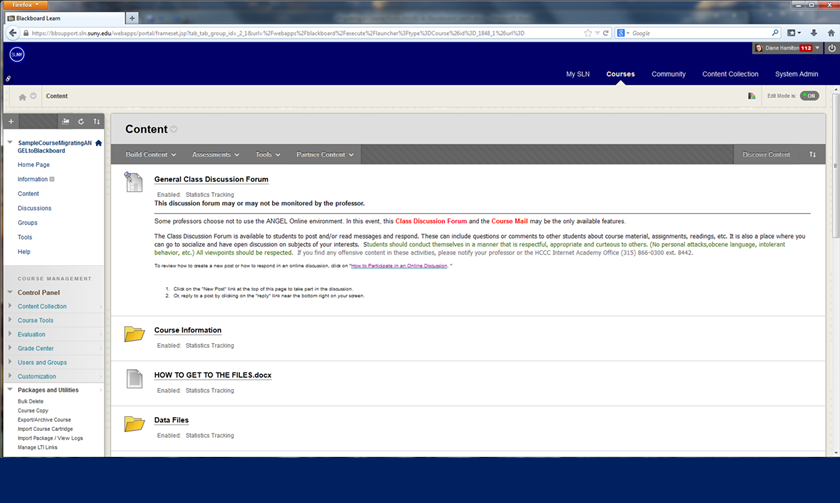 Firefox
Blackboard Learn
+
https://bbsupport.sln.suny.edu/webapps/portal/frameset.jsp?tab_tab_group_id=_2_1&url=%2Fwebapps%2Fblackboard%2Fexecute%2Flauncher%3Ftype%3DCourse%26id%3D_1848_1%26url%3D
Google
SLNY
Diane Hamilton 113
My SLN Courses Community Content Collection System Admin
Content
Edit Mode is: ON
SampleCourseMigratingAN
GELtoBlackboard
Home Page
Information
Content
Discussions
Groups
Tools
Help
COURSE MANAGEMENT
Control Panel
Content Collection
Course Tools
Evaluation
Grade Center
Users and Groups
Customization
Packages and Utilities
Bulk Delete
Course Copy
Export/Archive Course
Import Course Cartridge
Import Package / View Logs
Manage LTI Links
Content
Build Content Assessments Tools Partner Content Discover Content
General Class Discussion Forum
Enabled: Statistics Tracking
This discussion forum may or may not be monitored by the professor.
Some professors choose not to use the ANGEL Online environment. In this event, this Class Discussion Forum and the Course Mail may be the only available features.
The Class Discussion Forum is available to students to post and/or read messages and respond. These can include questions or comments to other students about course material, assignments, readings, etc. It is also a place where you
can go to socialize and have open discussion on subjects of your interests. Students should conduct themselves in a manner that is respectful, appropriate and curteous to others. (No personal attacks,obscene language, intolerant
behavior, etc.) All viewpoints should be respected. If you find any offensive content in these activities, please notify your professor or the HCCC Internet Academy Office (315) 866-0300 ext. 8442.
To review how to create a new post or how to respond in an online discussion, click on "How to Participate in an Online Discussion. "
1. Click on the "New Post" link at the top of this page to take part in the discussion.
2. Or, reply to a post by clicking on the "reply" link near the bottom right on your screen.
Course Information
Enabled: Statistics Tracking
HOW TO GET TO THE FILES.docx
Enabled: Statistics Tracking
Data Files
Enabled: Statistics Tracking